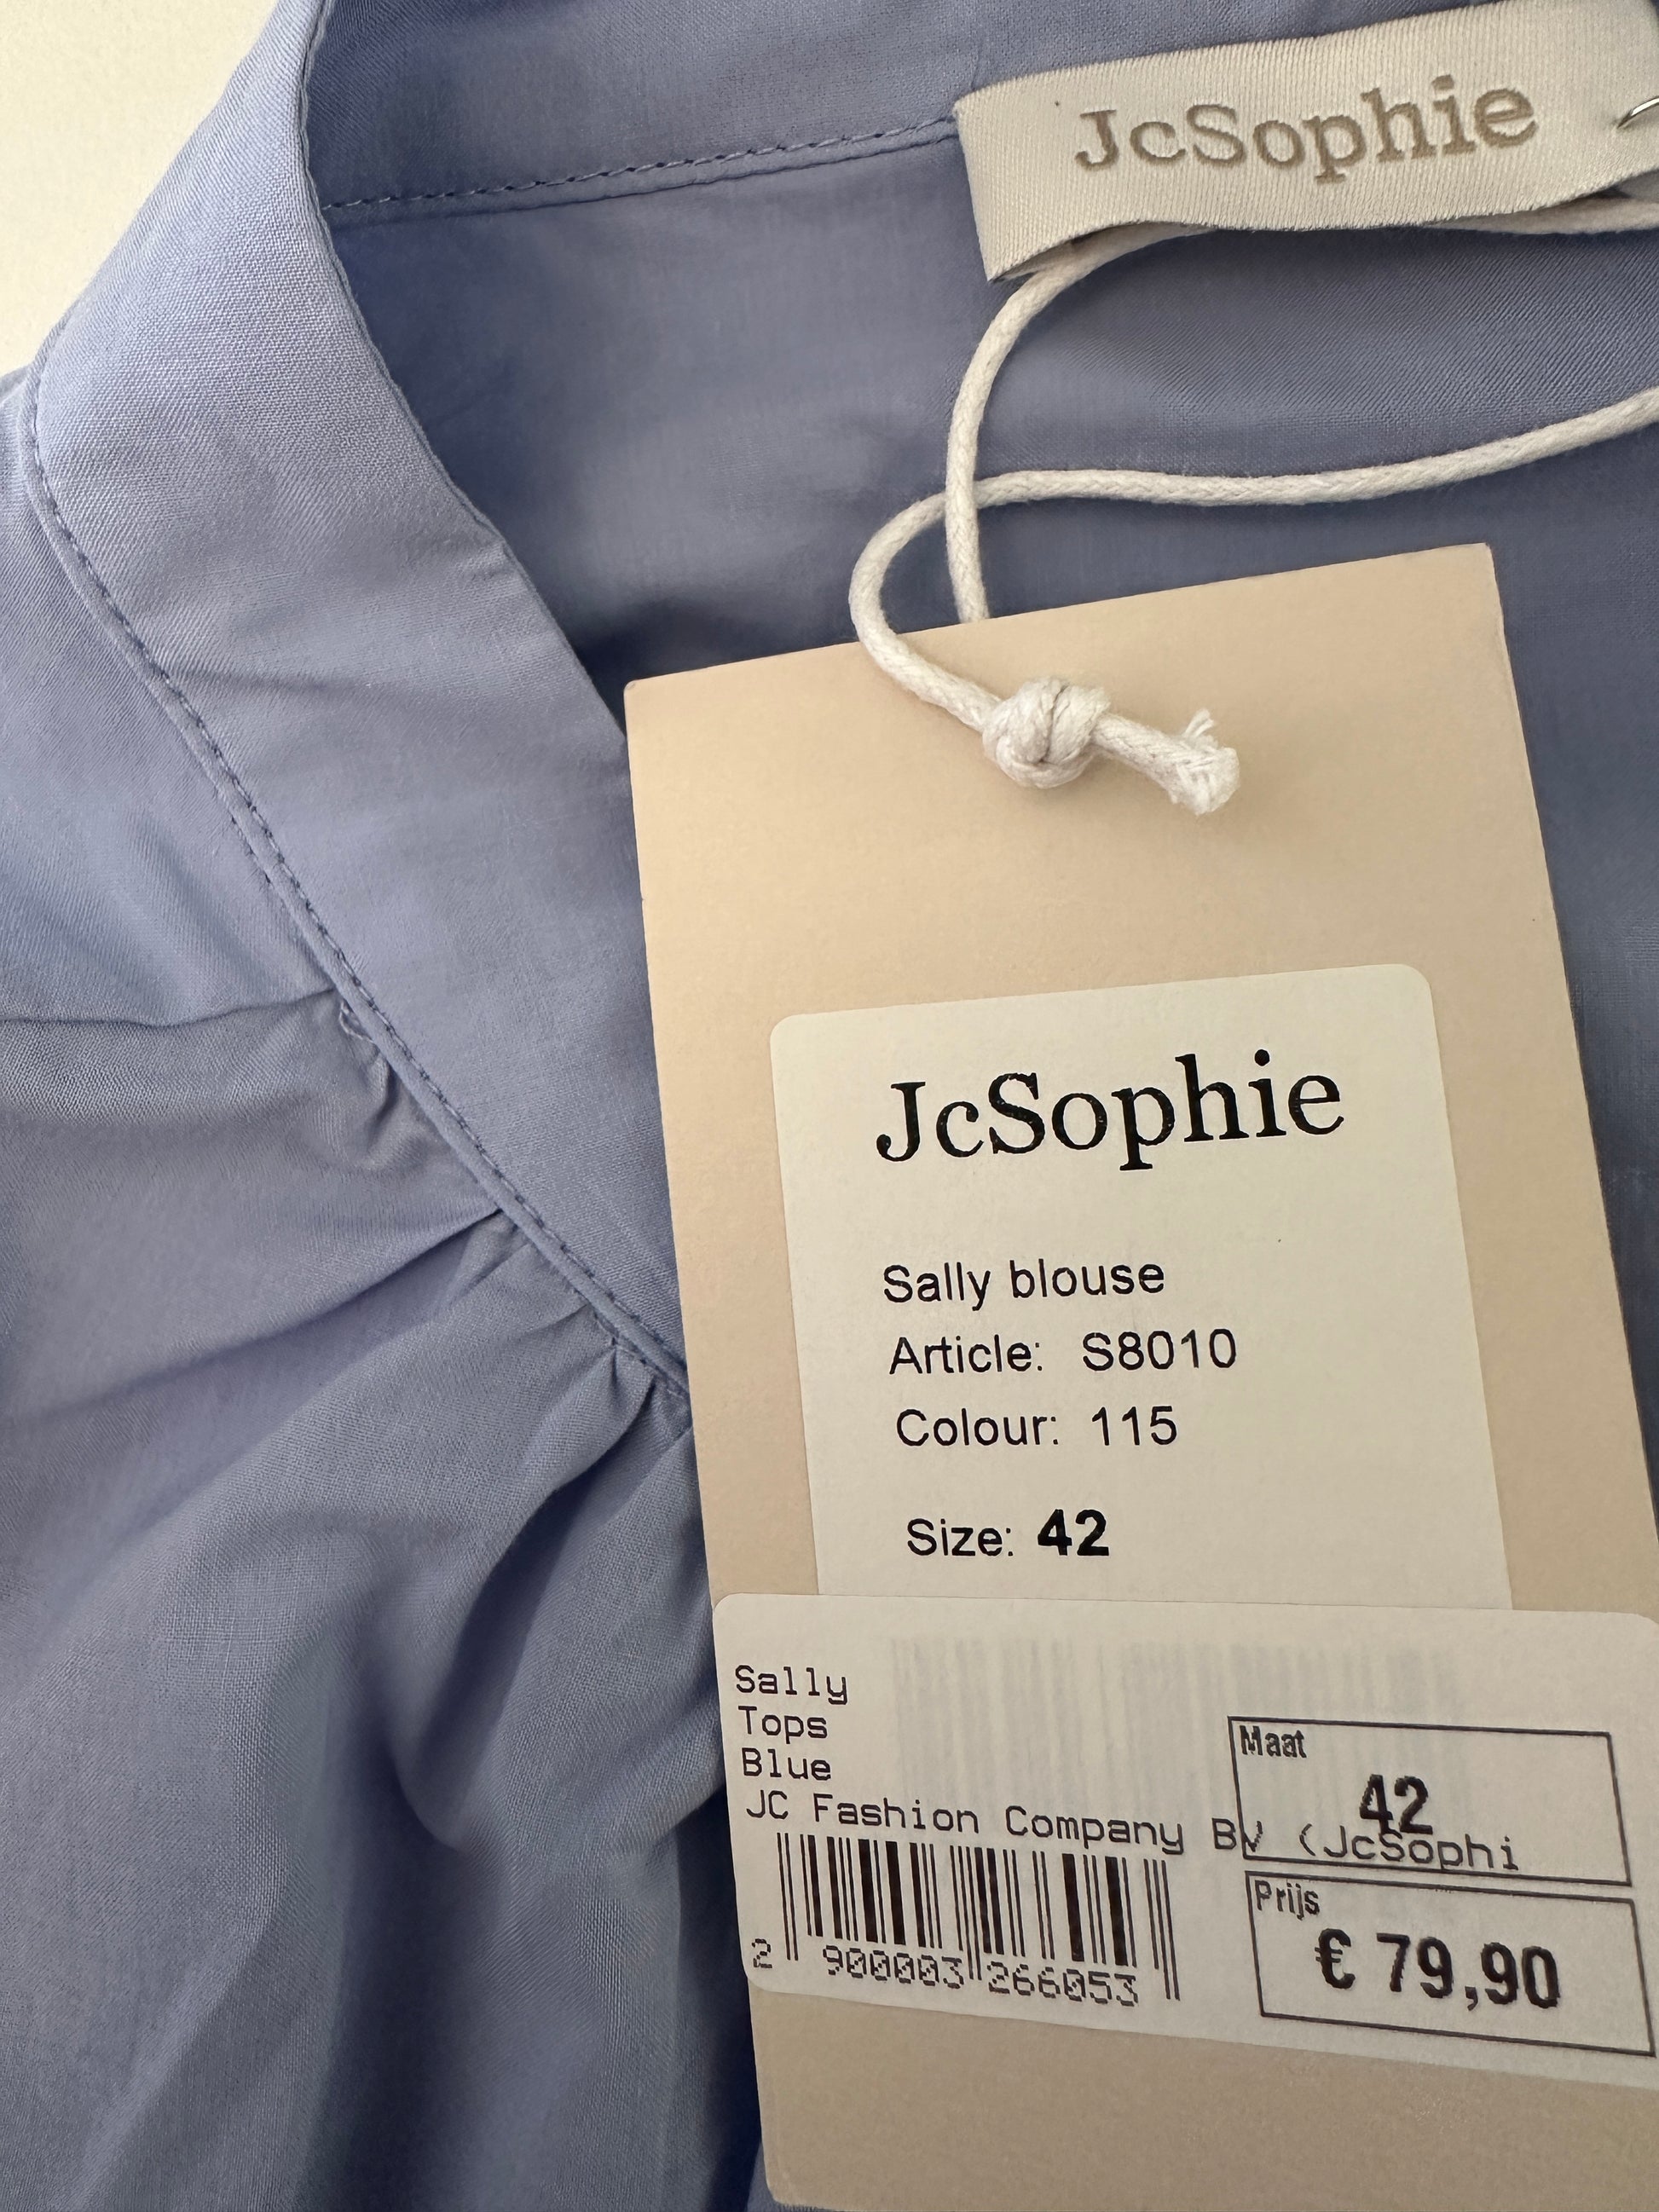 JcSophie
JcSophie
Sally blouse
Article: S8010
Colour: 115
Size: 42
Sally
Tops
Blue
JC Fashion Company BV (JcSophi
Maat
42
Prijs
€ 79,90
2 900003 266053